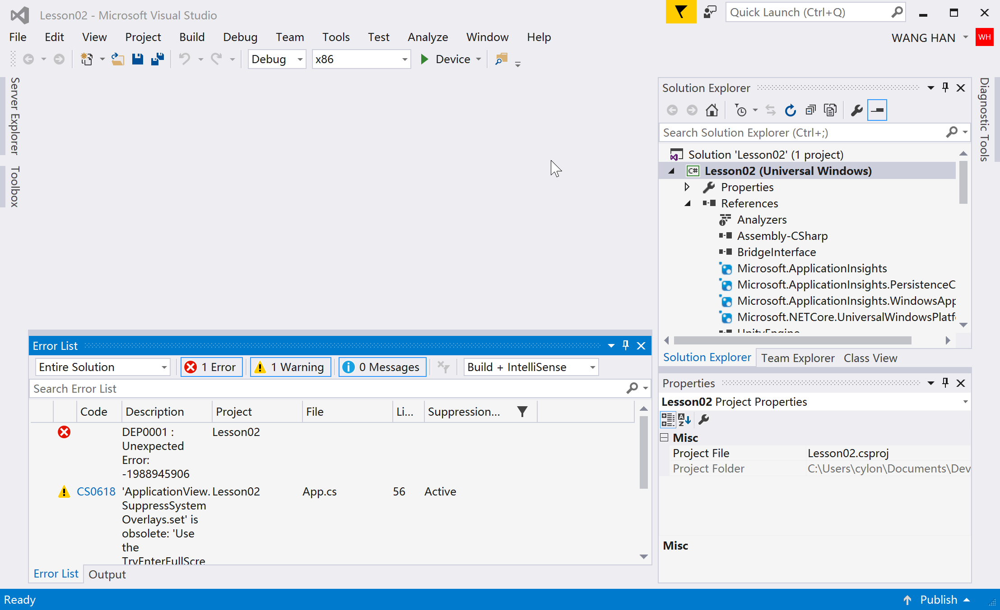 Lesson02 - Microsoft Visual Studio
Quick Launch (Ctrl+Q)
File Edit View Project Build Debug Team Tools Test Analyze Window Help
WANG HAN WH
Debug x86 Device
Server Explorer
Toolbox
Diagnostic Tools
Solution Explorer
Search Solution Explorer (Ctrl+;)
Solution 'Lesson02' (1 project)
C# Lesson02 (Universal Windows)
Properties
References
Analyzers
Assembly-CSharp
BridgeInterface
Microsoft.ApplicationInsights
Microsoft.ApplicationInsights.PersistenceC
Microsoft.ApplicationInsights.WindowsApp
Microsoft.NETCore.UniversalWindowsPlatf
UnityEngine
Solution Explorer Team Explorer Class View
Error List
Entire Solution 1 Error 1 Warning 0 Messages Build + IntelliSense
Search Error List
Code Description Project File Li... Suppression...
DEP0001 : Lesson02
Unexpected
Error:
-1988945906
CS0618 'ApplicationView. Lesson02 App.cs 56 Active
SuppressSystem
Overlays.set' is
obsolete: 'Use
the
TryEnterFullScre
Error List Output
Properties
Lesson02 Project Properties
Misc
Project File Lesson02.csproj
Project Folder C:\Users\cylon\Documents\Dev
Misc
Ready
Publish